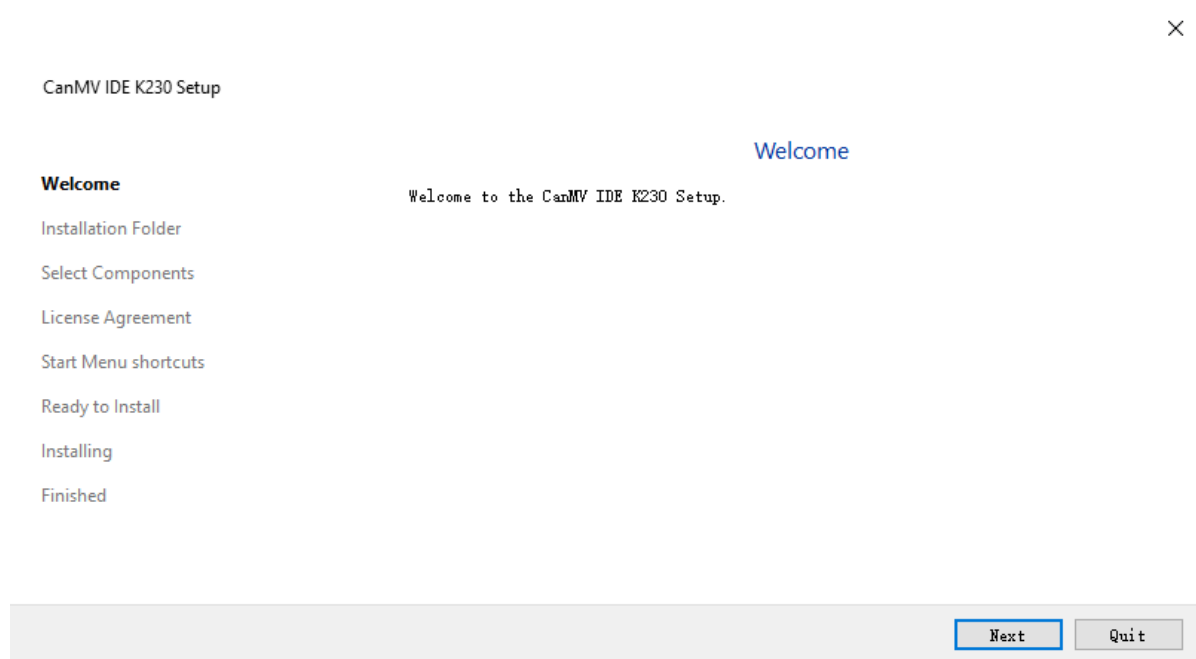 CanMV IDE K230 Setup
Welcome
Welcome
Welcome to the CanMV IDE K230 Setup.
Installation Folder
Select Components
License Agreement
Start Menu shortcuts
Ready to Install
Installing
Finished
Next
Quit